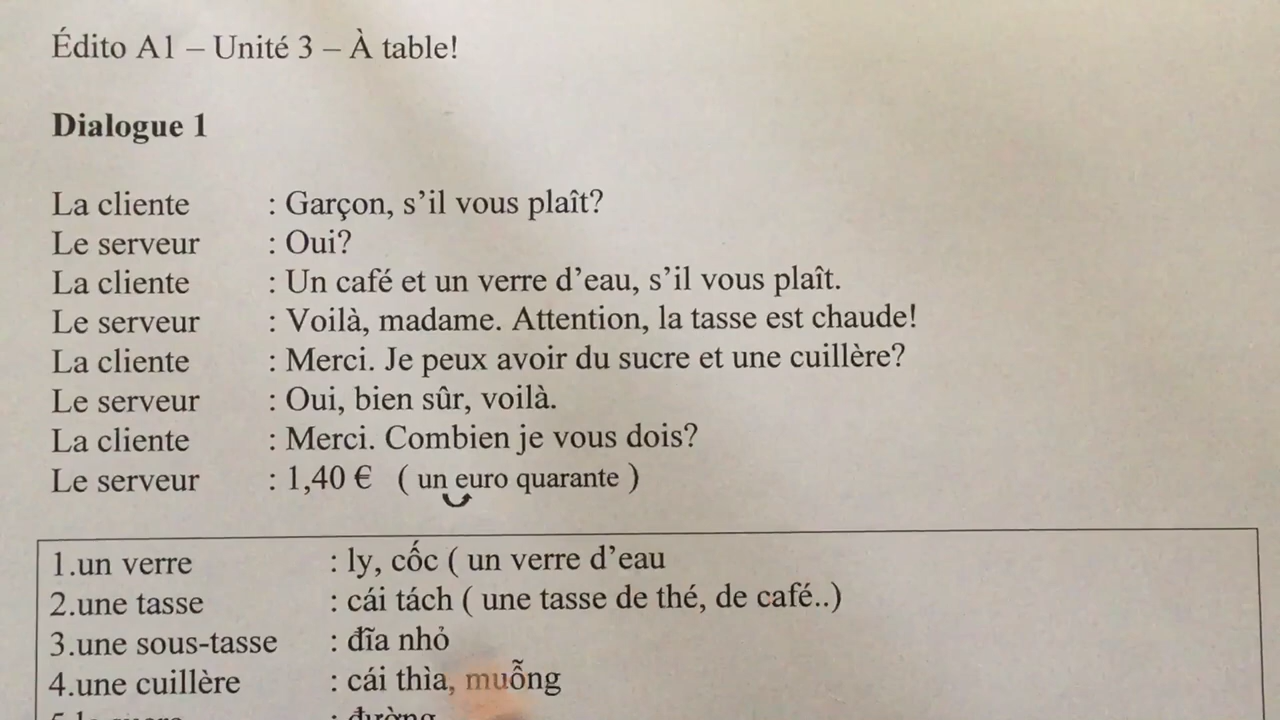 Édito A1 – Unité 3 – À table!
Dialogue 1
La cliente : Garçon, s’il vous plaît?
Le serveur : Oui?
La cliente : Un café et un verre d’eau, s’il vous plaît.
Le serveur : Voilà, madame. Attention, la tasse est chaude!
La cliente : Merci. Je peux avoir du sucre et une cuillère?
Le serveur : Oui, bien sûr, voilà.
La cliente : Merci. Combien je vous dois?
Le serveur : 1,40 € ( un euro quarante )
1.un verre : ly, cốc ( un verre d’eau
2.une tasse : cái tách ( une tasse de thé, de café..)
3.une sous-tasse : đĩa nhỏ
4.une cuillère : cái thìa, muỗng
: đường